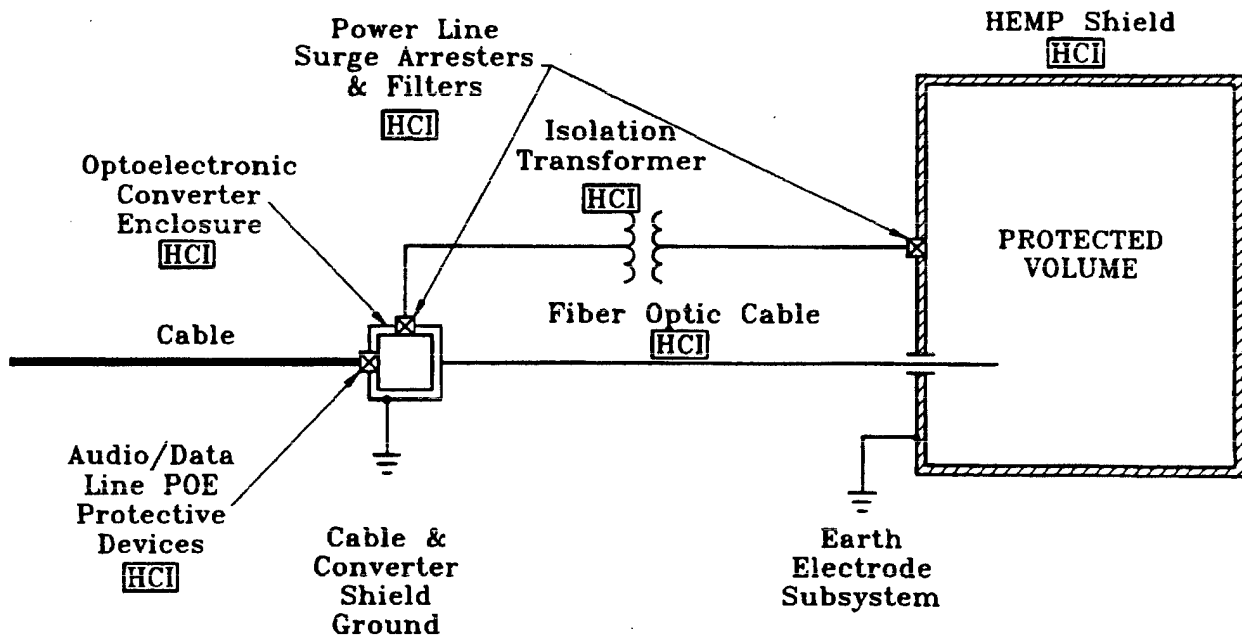 Power Line
Surge Arresters
& Filters
HCI
HEMP Shield
HCI
Isolation
Transformer
HCI
Optoelectronic
Converter
Enclosure
HCI
PROTECTED
VOLUME
Fiber Optic Cable
HCI
Cable
Audio/Data
Line POE
Protective
Devices
HCI
Cable &
Converter
Shield
Ground
Earth
Electrode
Subsystem